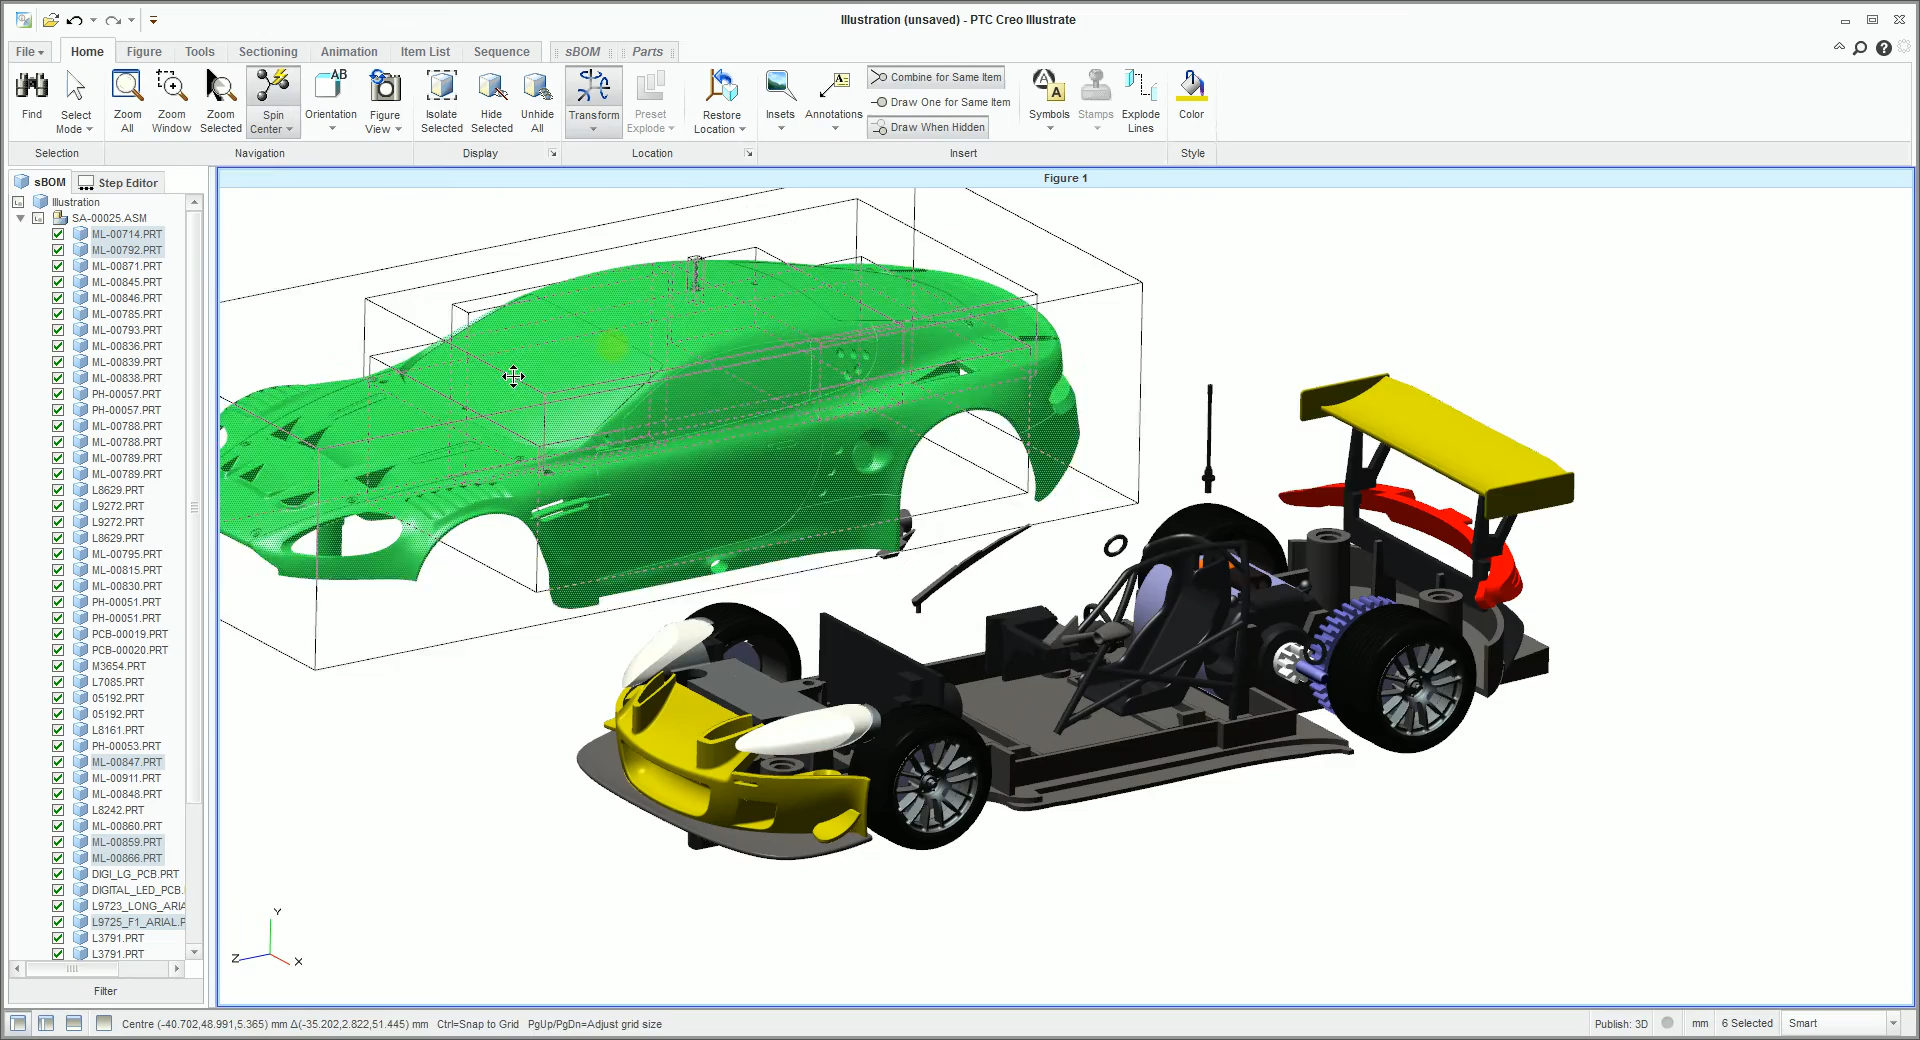 Illustration (unsaved) - PTC Creo Illustrate
File Home Figure Tools Sectioning Animation Item List Sequence sBOM Parts
Find
Select Mode
Zoom All
Zoom Window
Zoom Selected
Spin Center
Orientation
Figure View
Isolate Selected
Hide Selected
Unhide All
Transform
Preset Explode
Restore Location
Insets
Annotations
Combine for Same Item
Draw One for Same Item
Draw When Hidden
Symbols
Stamps
Explode Lines
Color
Selection Navigation Display Location Insert Style
sBOM Step Editor
Figure 1
Illustration
SA-00025.ASM
ML-00714.PRT
ML-00792.PRT
ML-00871.PRT
ML-00845.PRT
ML-00846.PRT
ML-00785.PRT
ML-00793.PRT
ML-00836.PRT
ML-00839.PRT
ML-00838.PRT
PH-00057.PRT
PH-00057.PRT
ML-00788.PRT
ML-00788.PRT
ML-00789.PRT
ML-00789.PRT
L8629.PRT
L9272.PRT
L9272.PRT
L8629.PRT
ML-00795.PRT
ML-00815.PRT
ML-00830.PRT
PH-00051.PRT
PH-00051.PRT
PCB-00019.PRT
PCB-00020.PRT
M3654.PRT
L7085.PRT
05192.PRT
05192.PRT
L8161.PRT
PH-00053.PRT
ML-00847.PRT
ML-00911.PRT
ML-00848.PRT
L8242.PRT
ML-00860.PRT
ML-00859.PRT
ML-00866.PRT
DIGI_LG_PCB.PRT
DIGITAL_LED_PCB.
L9723_LONG_ARIA
L9725_F1_ARIAL.P
L3791.PRT
L3791.PRT
Filter
Y
Z
X
Centre (-40.702,48.991,5.365) mm Δ(-35.202,2.822,51.445) mm Ctrl=Snap to Grid PgUp/PgDn=Adjust grid size
Publish: 3D mm 6 Selected Smart